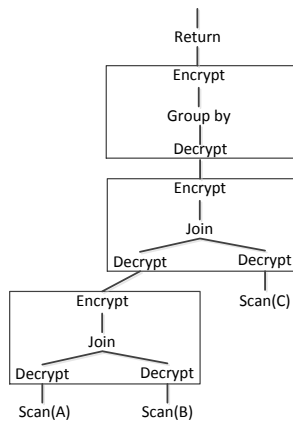 Return
Encrypt
Group by
Decrypt
Encrypt
Join
Decrypt Decrypt
Encrypt Scan(C)
Join
Decrypt Decrypt
Scan(A) Scan(B)